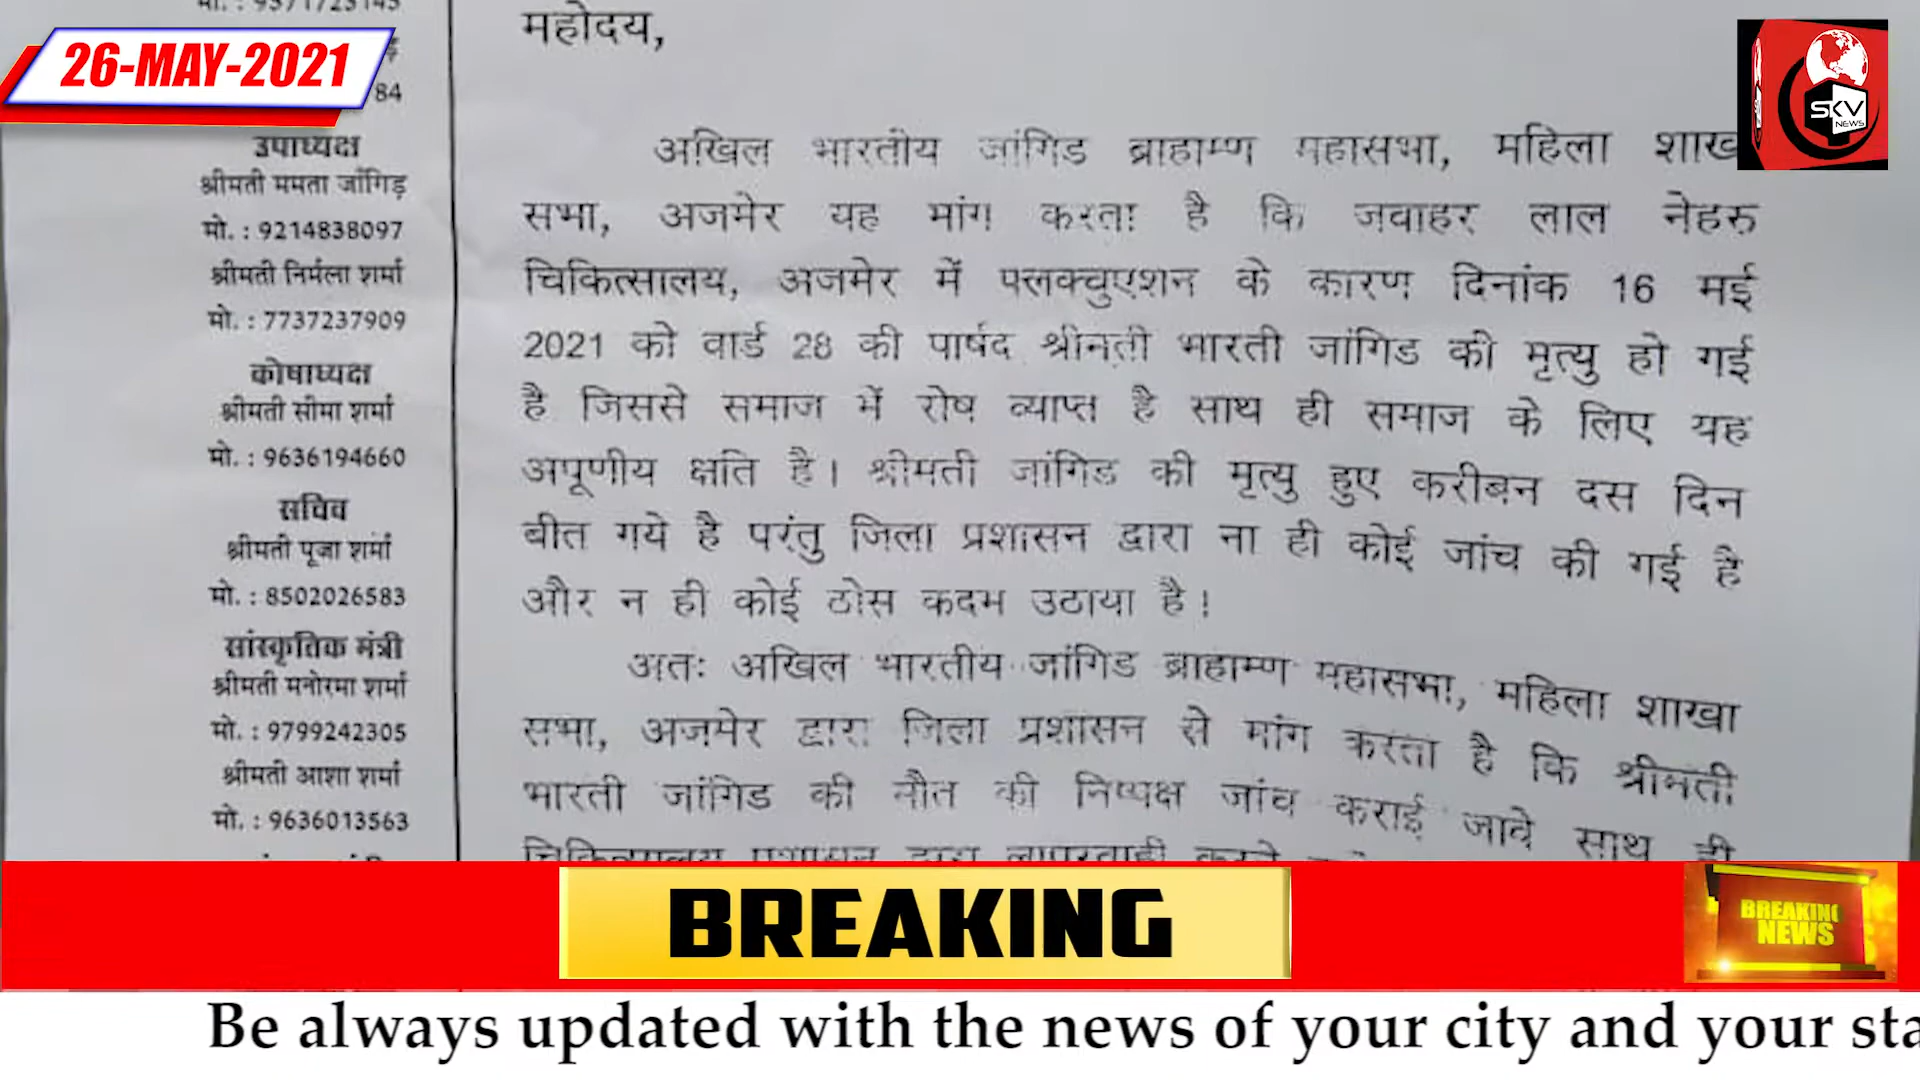 26-MAY-2021
SKV
NEWS
84
उपाध्यक्ष
श्रीमती ममता जाँगिड़
मो. : 9214838097
श्रीमती निर्मला शर्मा
मो. : 7737237909
कोषाध्यक्ष
श्रीमती सीमा शर्मा
मो. : 9636194660
सचिव
श्रीमती पूजा शर्मा
मो. : 8502026583
सांस्कृतिक मंत्री
श्रीमती मनोरमा शर्मा
मो. : 9799242305
श्रीमती आशा शर्मा
मो. : 9636013563
महोदय,
अखिल भारतीय जांगिड ब्राहाम्ण महासभा, महिला शाख
सभा, अजमेर यह मांग करता है कि जवाहर लाल नेहरु
चिकित्सालय, अजमेर में फ्लक्चुएशन के कारण दिनांक 16 मई
2021 को वार्ड 28 की पार्षद श्रीमती भारती जांगिड की मृत्यु हो गई
है जिससे समाज में रोष व्याप्त है साथ ही समाज के लिए यह
अपूणीय क्षति है। श्रीमती जांगिड की मृत्यु हुए करीबन दस दिन
बीत गये है परंतु जिला प्रशासन द्वारा ना ही कोई जांच की गई है
और न ही कोई ठोस कदम उठाया है।
अतः अखिल भारतीय जांगिड ब्राहाम्ण महासभा, महिला शाखा
सभा, अजमेर द्वारा जिला प्रशासन से मांग करता है कि श्रीमती
भारती जांगिड की मौत की निष्पक्ष जांच कराई जावे साथ ही
BREAKING
BREAKING
NEWS
Be always updated with the news of your city and your sta